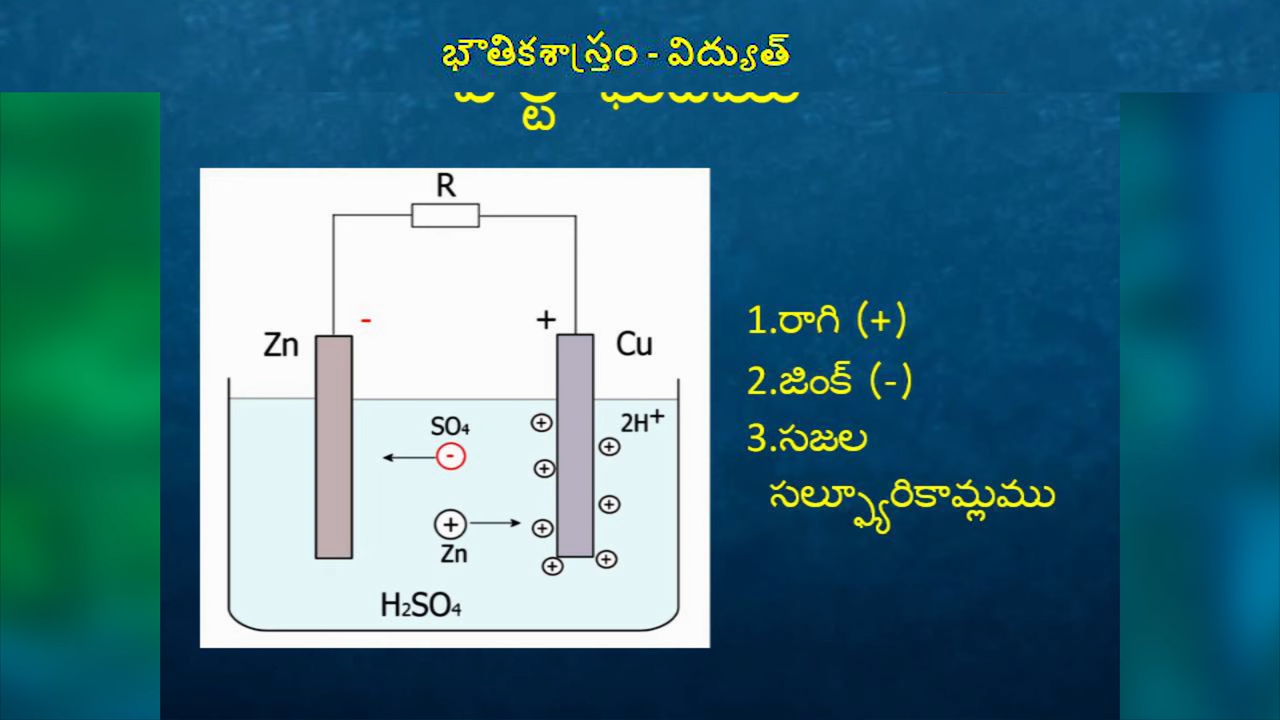 భౌతికశాస్త్రం - విద్యుత్
R
-
+
Zn
Cu
SO₄
2H⁺
-
+
Zn
H₂SO₄
1.రాగి (+)
2.జింక్ (-)
3.సజల
సల్ఫ్యూరికామ్లము